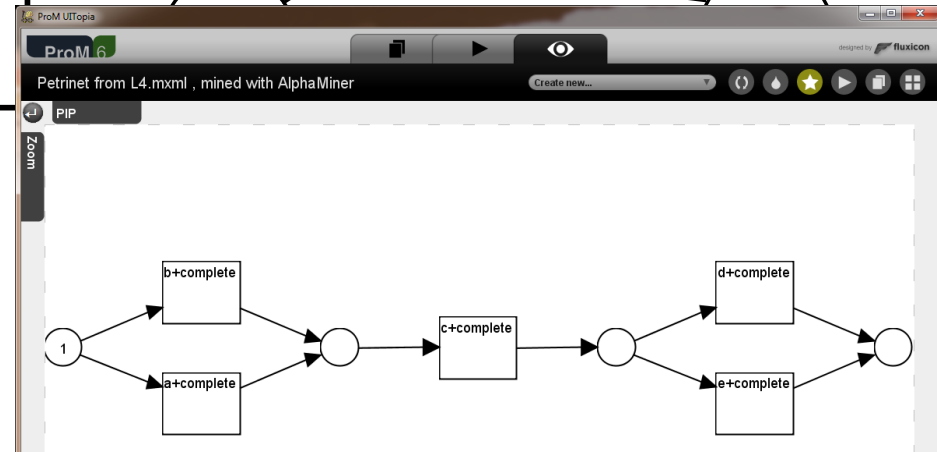 ProM UITopia
ProM 6
designed by fluxicon
Petrinet from L4.mxml , mined with AlphaMiner
Create new...
PIP
Zoom
b+complete
d+complete
c+complete
1
a+complete
e+complete